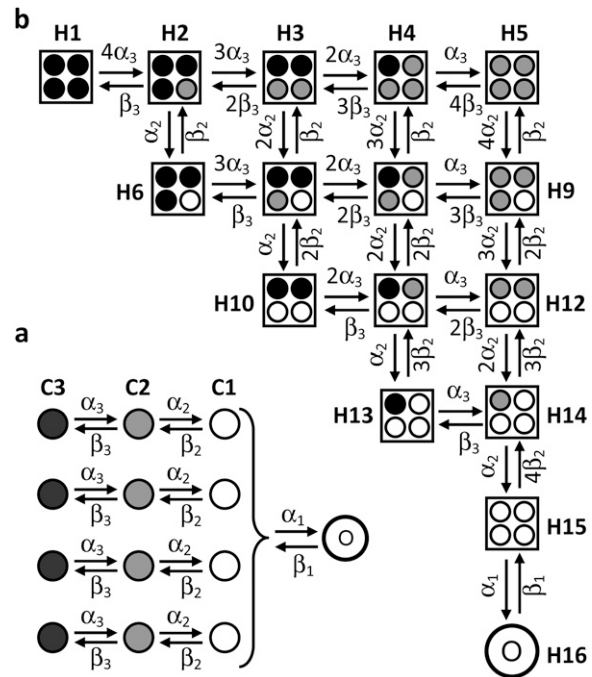 b
H1 H2 H3 H4 H5
4α₃ 3α₃ 2α₃ α₃
β₃ 2β₃ 3β₃ 4β₃
α₂ β₂ 2α₂ β₂ 3α₂ β₂ 4α₂ β₂
3α₃ 2α₃ α₃
H6 β₃ 2β₃ 3β₃ H9
α₂ 2β₂ 2α₂ 2β₂ 3α₂ 2β₂
2α₃ α₃
H10 β₃ 2β₃ H12
α₂ 3β₂ 2α₂ 3β₂
α₃
H13 β₃ H14
α₂ 4β₂
H15
α₁ β₁
O H16
a
C3 C2 C1
α₃ α₂
β₃ β₂
α₃ α₂
β₃ β₂
α₁
O
β₁
α₃ α₂
β₃ β₂
α₃ α₂
β₃ β₂